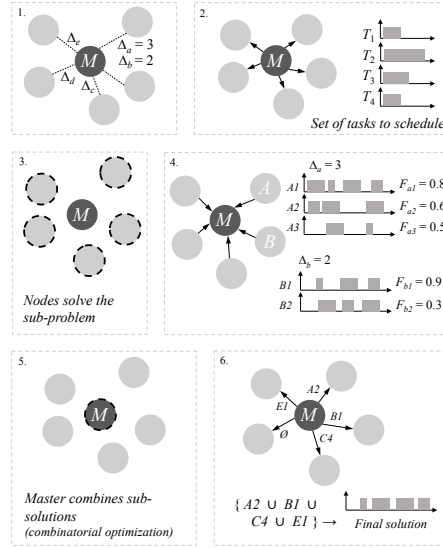 1.
Δe
Δa = 3
M
Δb = 2
Δd
Δc
2.
M
T1
T2
T3
T4
Set of tasks to schedule
3.
M
Nodes solve the
sub-problem
4.
A
M
B
Δa = 3
A1
Fa1 = 0.8
A2
Fa2 = 0.6
A3
Fa3 = 0.5
Δb = 2
B1
Fb1 = 0.9
B2
Fb2 = 0.3
5.
M
Master combines sub-
solutions
(combinatorial optimization)
6.
A2
E1
M
B1
Ø
C4
{ A2 ∪ B1 ∪
C4 ∪ E1 } →
Final solution